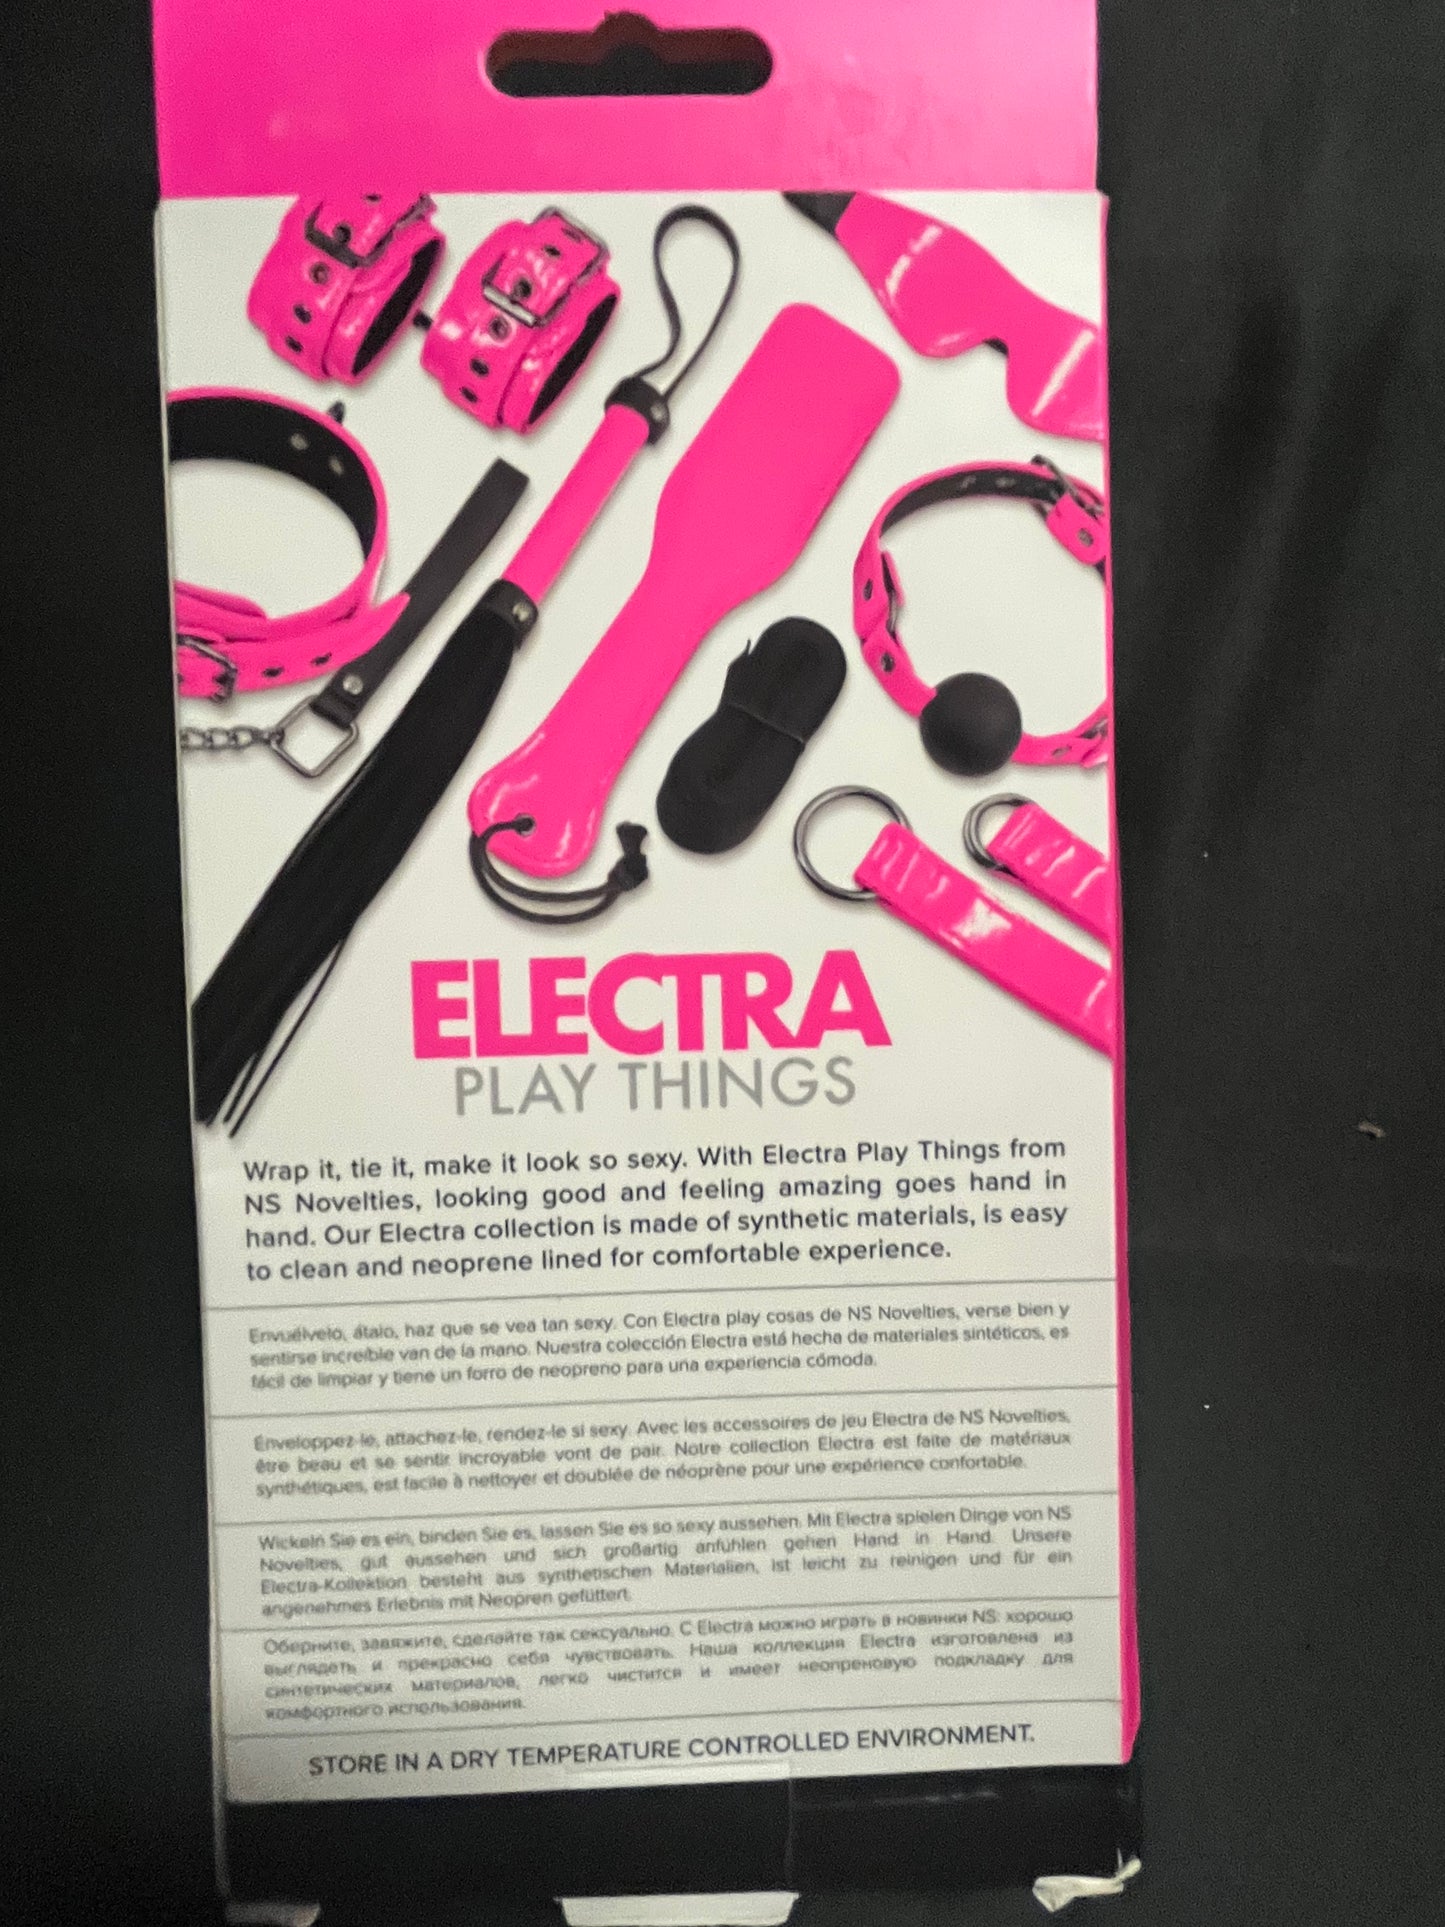 ELECTRA
PLAY THINGS
Wrap it, tie it, make it look so sexy. With Electra Play Things from
NS Novelties, looking good and feeling amazing goes hand in
hand. Our Electra collection is made of synthetic materials, is easy
to clean and neoprene lined for comfortable experience.
Envuélvelo, átalo, haz que se vea tan sexy. Con Electra play cosas de NS Novelties, verse bien y
sentirse increíble van de la mano. Nuestra colección Electra está hecha de materiales sintéticos, es
fácil de limpiar y tiene un forro de neopreno para una experiencia cómoda.
Enveloppez-le, attachez-le, rendez-le si sexy. Avec les accessoires de jeu Electra de NS Novelties,
être beau et se sentir incroyable vont de pair. Notre collection Electra est faite de matériaux
synthétiques, est facile à nettoyer et doublée de néoprène pour une expérience confortable.
Wickeln Sie es ein, binden Sie es, lassen Sie es so sexy aussehen. Mit Electra spielen Dinge von NS
Novelties, gut aussehen und sich großartig anfühlen gehen Hand in Hand. Unsere
Electra-Kollektion besteht aus synthetischen Materialien, ist leicht zu reinigen und für ein
angenehmes Erlebnis mit Neopren gefüttert.
Оберните, завяжите, сделайте так сексуально. С Electra можно играть в новинки NS: хорошо
выглядеть и прекрасно себя чувствовать. Наша коллекция Electra изготовлена из
синтетических материалов, легко чистится и имеет неопреновую подкладку для
комфортного использования.
STORE IN A DRY TEMPERATURE CONTROLLED ENVIRONMENT.